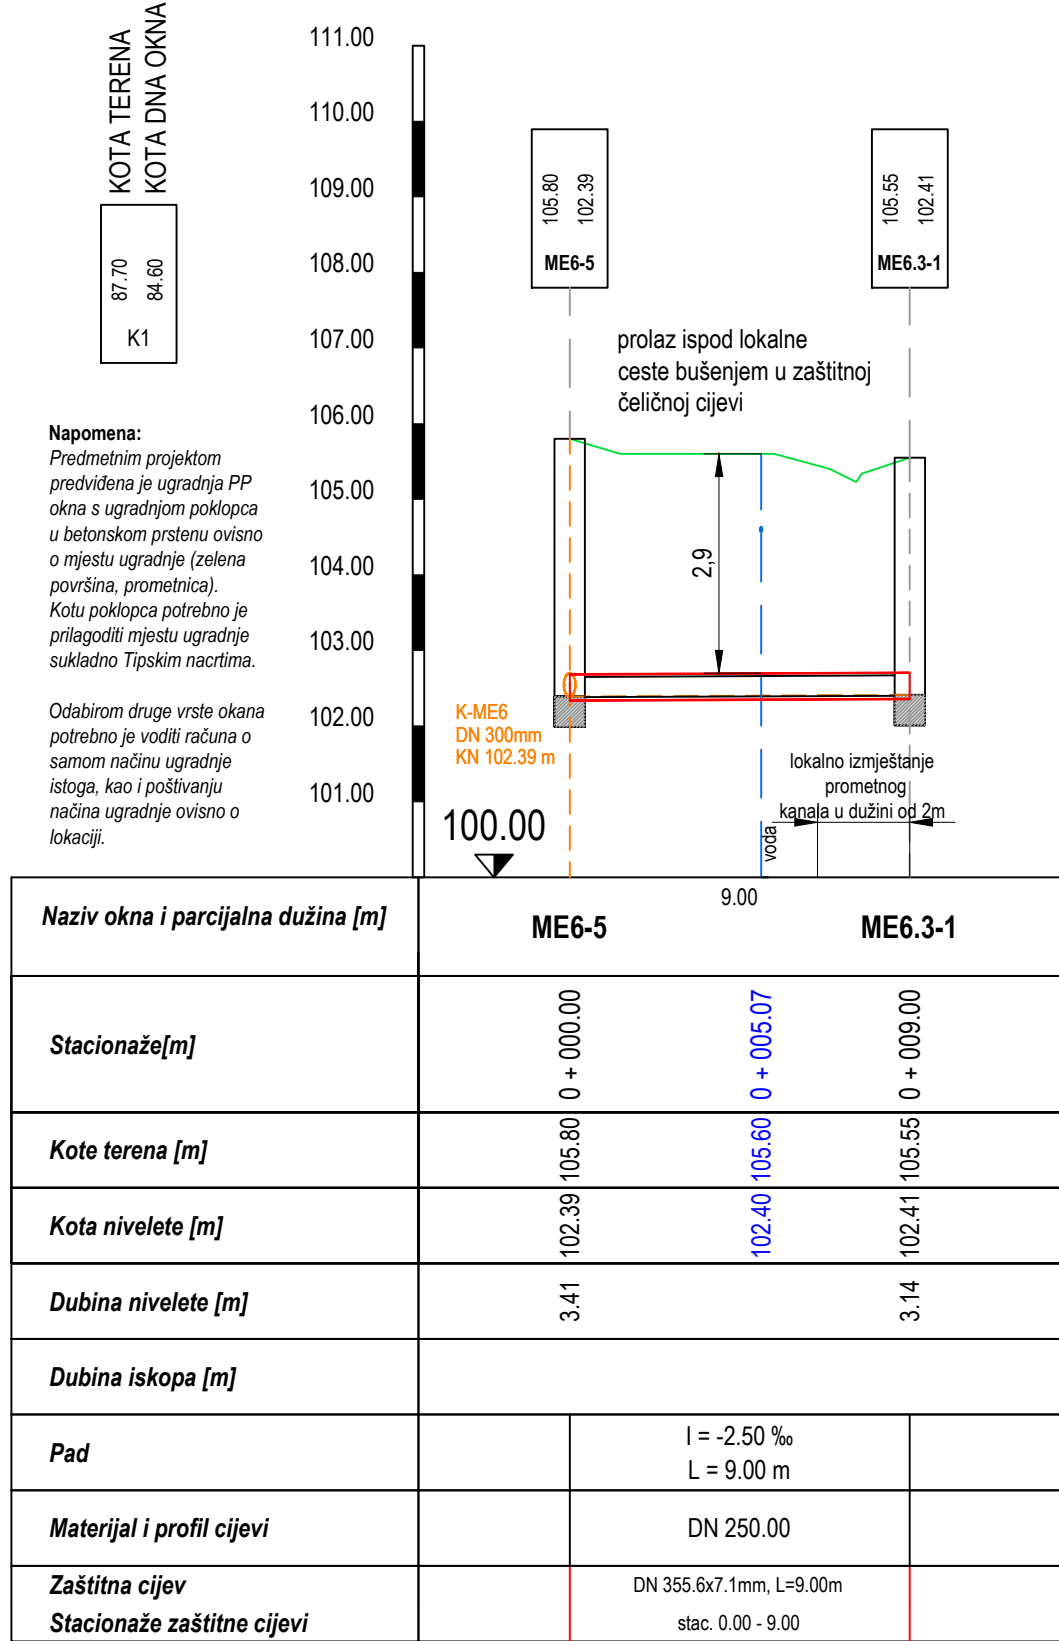 KOTA TERENA
KOTA DNA OKNA
87.70
84.60
K1
111.00
110.00
109.00
108.00
107.00
106.00
105.00
104.00
103.00
102.00
101.00
100.00
105.80
102.39
ME6-5
105.55
102.41
ME6.3-1
prolaz ispod lokalne
ceste bušenjem u zaštitnoj
čeličnoj cijevi
Napomena:
Predmetnim projektom
predviđena je ugradnja PP
okna s ugradnjom poklopca
u betonskom prstenu ovisno
o mjestu ugradnje (zelena
površina, prometnica).
Kotu poklopca potrebno je
prilagoditi mjestu ugradnje
sukladno Tipskim nacrtima.
Odabirom druge vrste okana
potrebno je voditi računa o
samom načinu ugradnje
istoga, kao i poštivanju
načina ugradnje ovisno o
lokaciji.
2,9
K-ME6
DN 300mm
KN 102.39 m
lokalno izmještanje
prometnog
kanala u dužini od 2m
voda
Naziv okna i parcijalna dužina [m]
9.00
ME6-5
ME6.3-1
Stacionaže[m]
0 + 000.00
0 + 005.07
0 + 009.00
Kote terena [m]
105.80
105.60
105.55
Kota nivelete [m]
102.39
102.40
102.41
Dubina nivelete [m]
3.41
3.14
Dubina iskopa [m]
Pad
I = -2.50 ‰
L = 9.00 m
Materijal i profil cijevi
DN 250.00
Zaštitna cijev
DN 355.6x7.1mm, L=9.00m
Stacionaže zaštitne cijevi
stac. 0.00 - 9.00